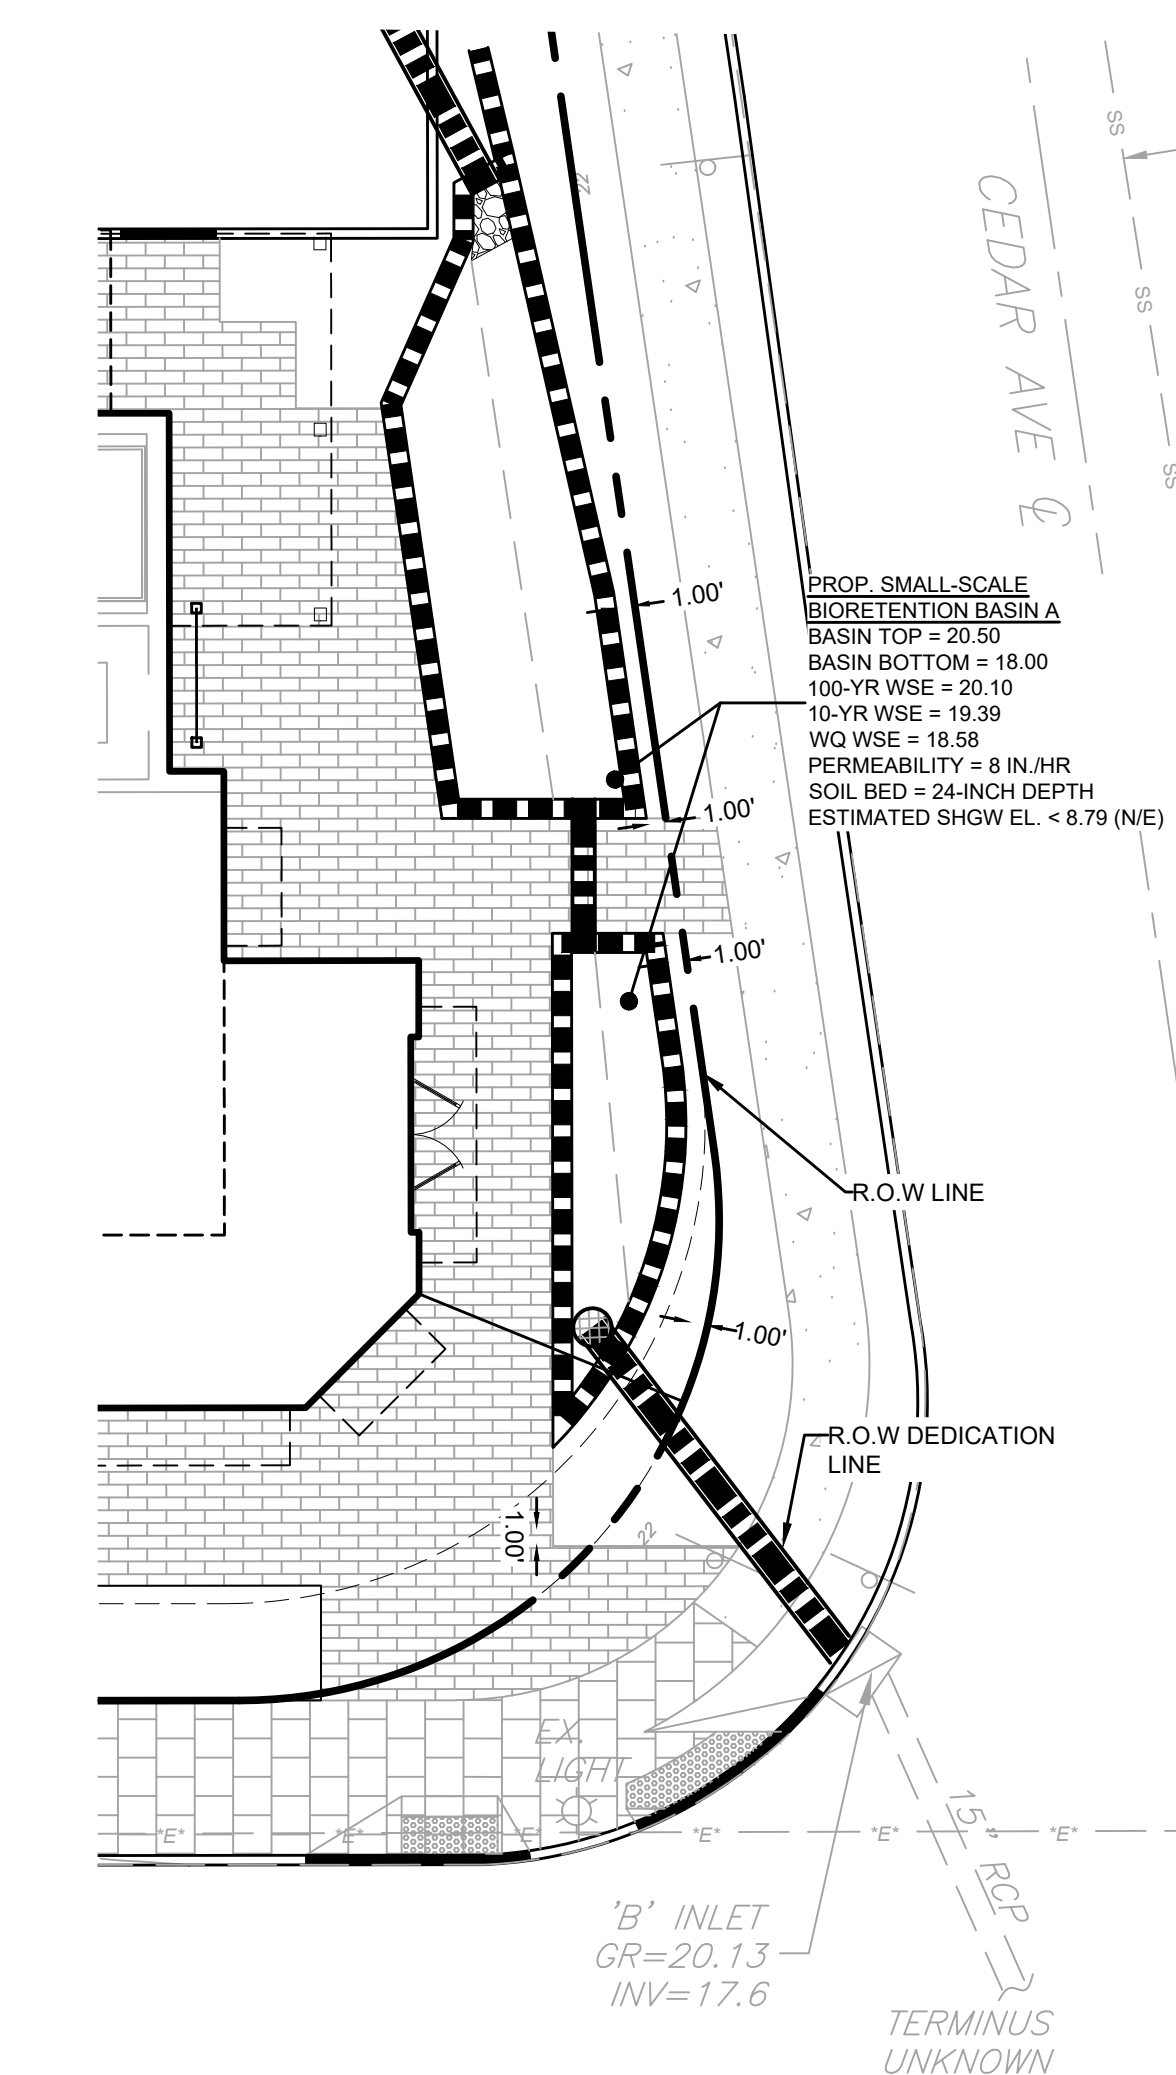 SS
22
CEDAR AVE ℄
SS
SS
1.00'
PROP. SMALL-SCALE
BIORETENTION BASIN A
BASIN TOP = 20.50
BASIN BOTTOM = 18.00
100-YR WSE = 20.10
10-YR WSE = 19.39
WQ WSE = 18.58
PERMEABILITY = 8 IN./HR
SOIL BED = 24-INCH DEPTH
ESTIMATED SHGW EL. < 8.79 (N/E)
1.00'
1.00'
R.O.W LINE
1.00'
R.O.W DEDICATION
LINE
1.00'
22
EX.
LIGHT
*E* *E* *E* *E* *E* *E*
15" RCP
'B' INLET
GR=20.13
INV=17.6
TERMINUS
UNKNOWN